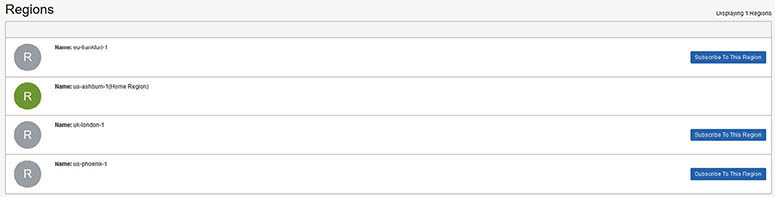 Regions
Displaying 1 Regions
R
Name: eu-frankfurt-1
Subscribe To This Region
R
Name: us-ashburn-1(Home Region)
R
Name: uk-london-1
Subscribe To This Region
R
Name: us-phoenix-1
Subscribe To This Region